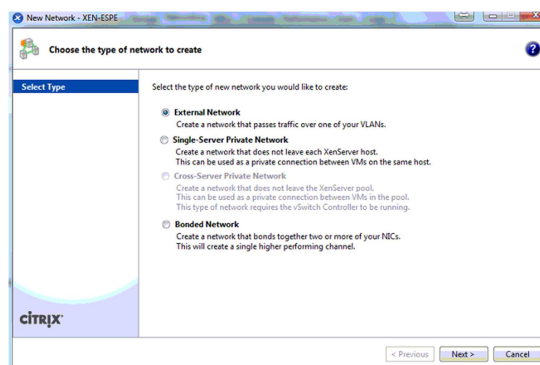 New Network - XEN-ESPE
Choose the type of network to create
?
Select Type
Select the type of new network you would like to create:
External Network
Create a network that passes traffic over one of your VLANs.
Single-Server Private Network
Create a network that does not leave each XenServer host.
This can be used as a private connection between VMs on the same host.
Cross-Server Private Network
Create a network that does not leave the XenServer pool.
This can be used as a private connection between VMs in the pool.
This type of network requires the vSwitch Controller to be running.
Bonded Network
Create a network that bonds together two or more of your NICs.
This will create a single higher performing channel.
CİTRIX
< Previous Next > Cancel